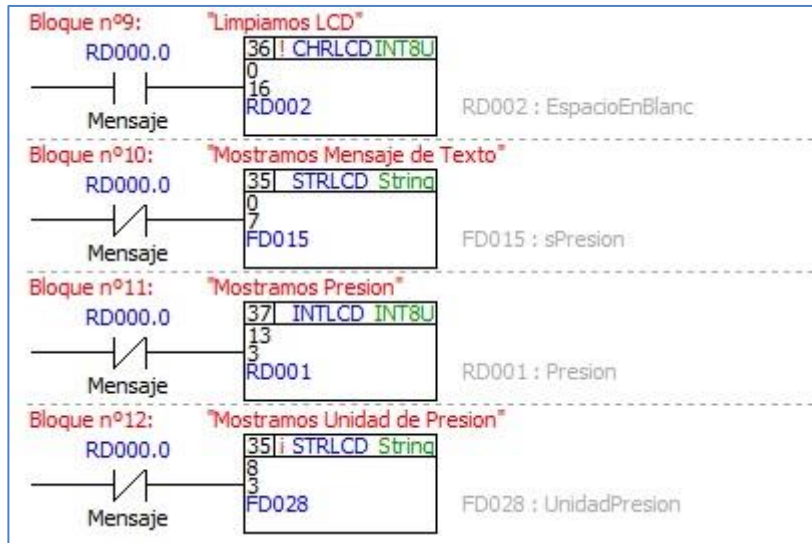 Bloque nº9: "Limpiamos LCD"
RD000.0 36 ! CHRLCD INT8U
0
16
RD002 RD002 : EspacioEnBlanc
Mensaje
Bloque nº10: "Mostramos Mensaje de Texto"
RD000.0 35 STRLCD String
0
7
FD015 FD015 : sPresion
Mensaje
Bloque nº11: "Mostramos Presion"
RD000.0 37 INTLCD INT8U
13
3
RD001 RD001 : Presion
Mensaje
Bloque nº12: "Mostramos Unidad de Presion"
RD000.0 35 i STRLCD String
8
3
FD028 FD028 : UnidadPresion
Mensaje